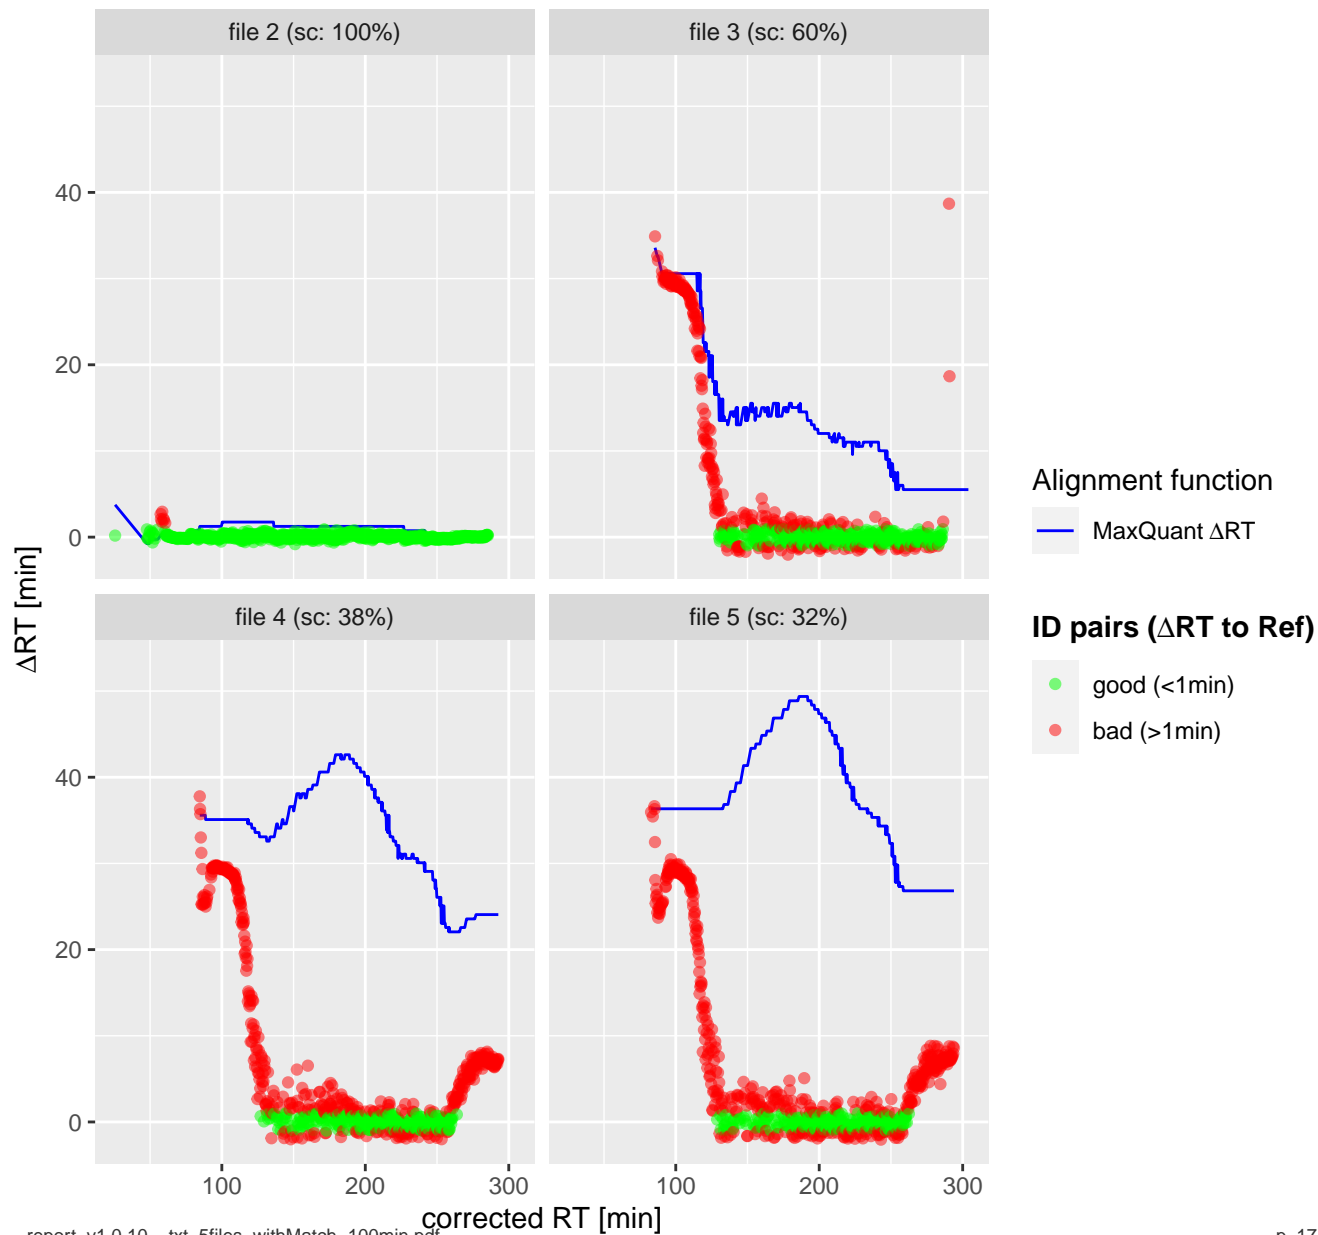 file 2 (sc: 100%)
file 3 (sc: 60%)
40
20
0
file 4 (sc: 38%)
file 5 (sc: 32%)
40
20
0
ΔRT [min]
100
200
300
100
200
300
corrected RT [min]
Alignment function
MaxQuant ΔRT
ID pairs (ΔRT to Ref)
good (<1min)
bad (>1min)